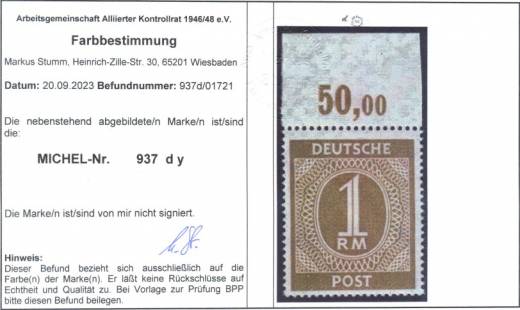 Arbeitsgemeinschaft Alliierter Kontrollrat 1946/48 e.V.
Farbbestimmung
Markus Stumm, Heinrich-Zille-Str. 30, 65201 Wiesbaden
Datum: 20.09.2023 Befundnummer: 937d/01721
Die nebenstehend abgebildete/n Marke/n ist/sind
die:
MICHEL-Nr. 937 d y
Die Marke/n ist/sind von mir nicht signiert.
Hinweis:
Dieser Befund bezieht sich ausschließlich auf die
Farbe(n) der Marke(n). Er läßt keine Rückschlüsse auf
Echtheit und Qualität zu. Bei Vorlage zur Prüfung BPP
bitte diesen Befund beilegen.
d
50,00
DEUTSCHE
1
RM
POST